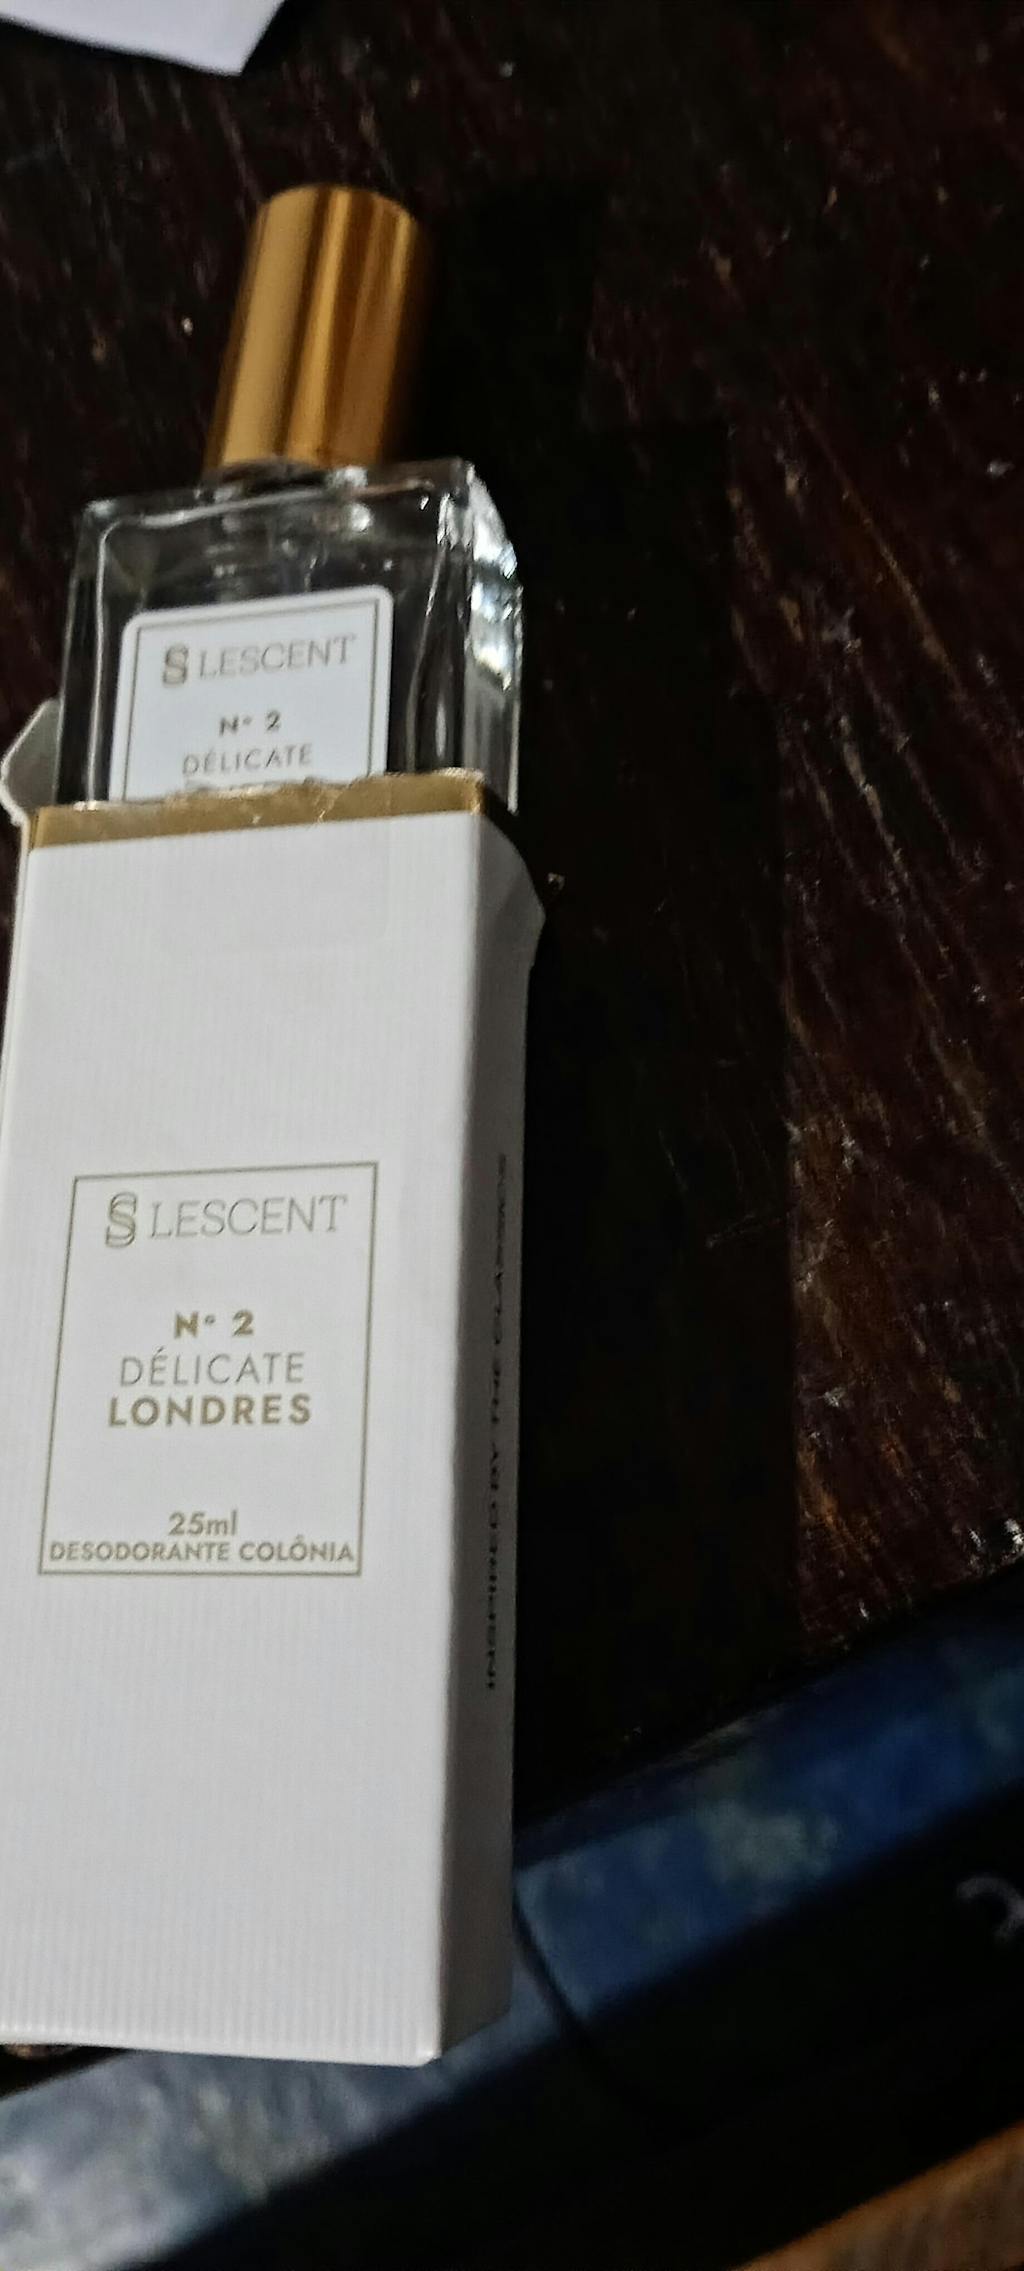 LESCENT
N° 2
DÉLICATE
LESCENT
N° 2
DÉLICATE
LONDRES
25ml
DESODORANTE COLÔNIA
INSPIRED BY THE CLASSICS